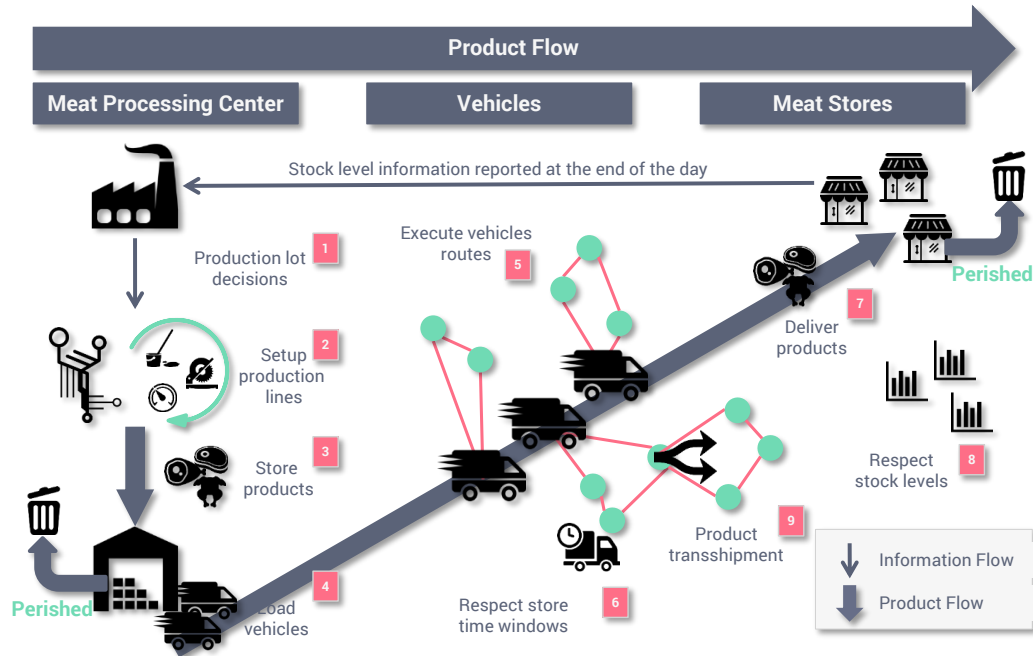 Product Flow
Meat Processing Center
Vehicles
Meat Stores
Stock level information reported at the end of the day
Production lot
decisions
1
Execute vehicles
routes
5
Perished
Deliver
products
7
Setup
production
lines
2
Store
products
3
Respect
stock levels
8
Product
transshipment
9
Perished
Load
vehicles
4
Respect store
time windows
6
Information Flow
Product Flow